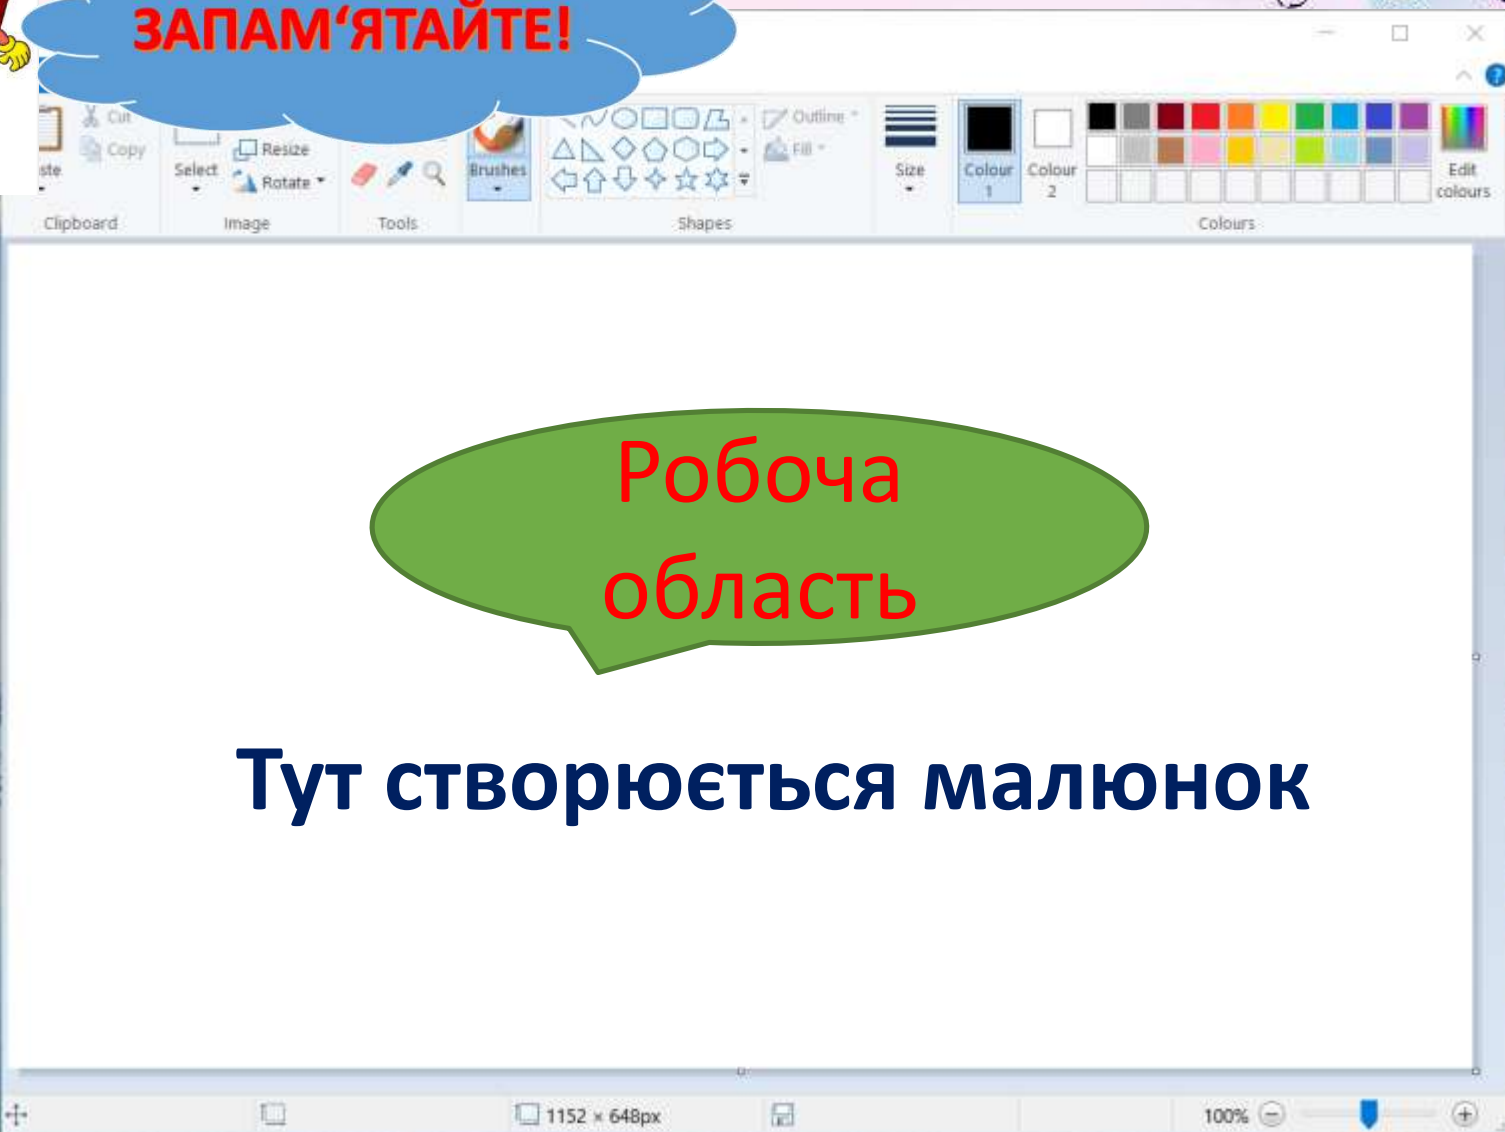 ЗАПАМ‘ЯТАЙТЕ!
Cut
Copy
Select
Resize
Rotate
Brushes
Outline
Fill
Size
Colour
1
Colour
2
Edit
colours
Clipboard
Image
Tools
Shapes
Colours
Робоча
область
Тут створюється малюнок
1152 × 648px
100%